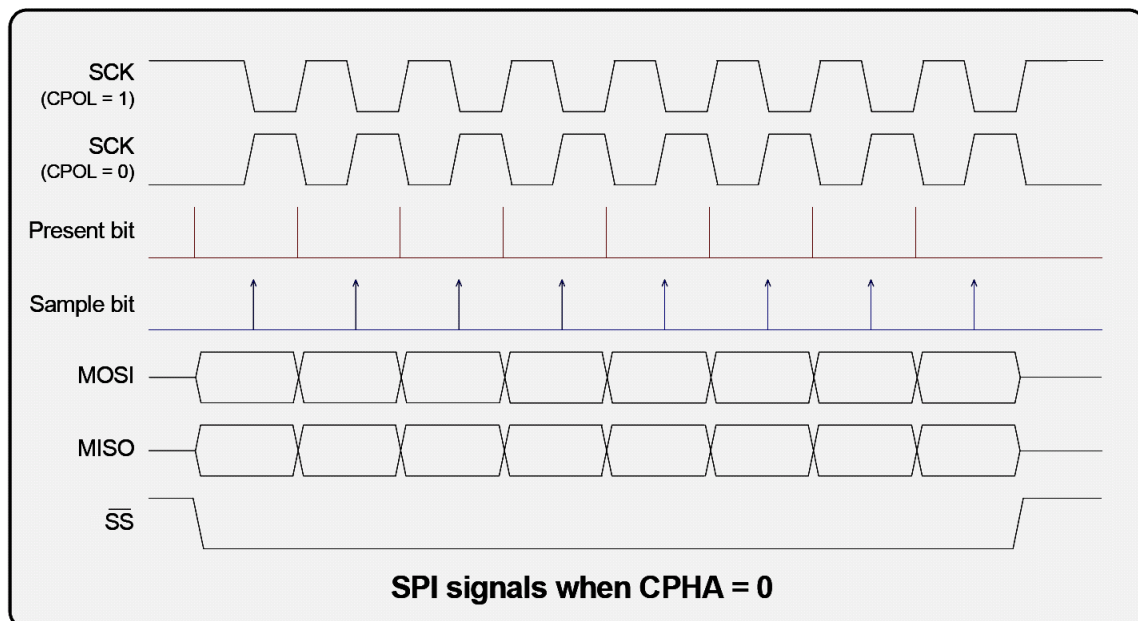 SCK
(CPOL = 1)
SCK
(CPOL = 0)
Present bit
Sample bit
MOSI
MISO
SS
SPI signals when CPHA = 0